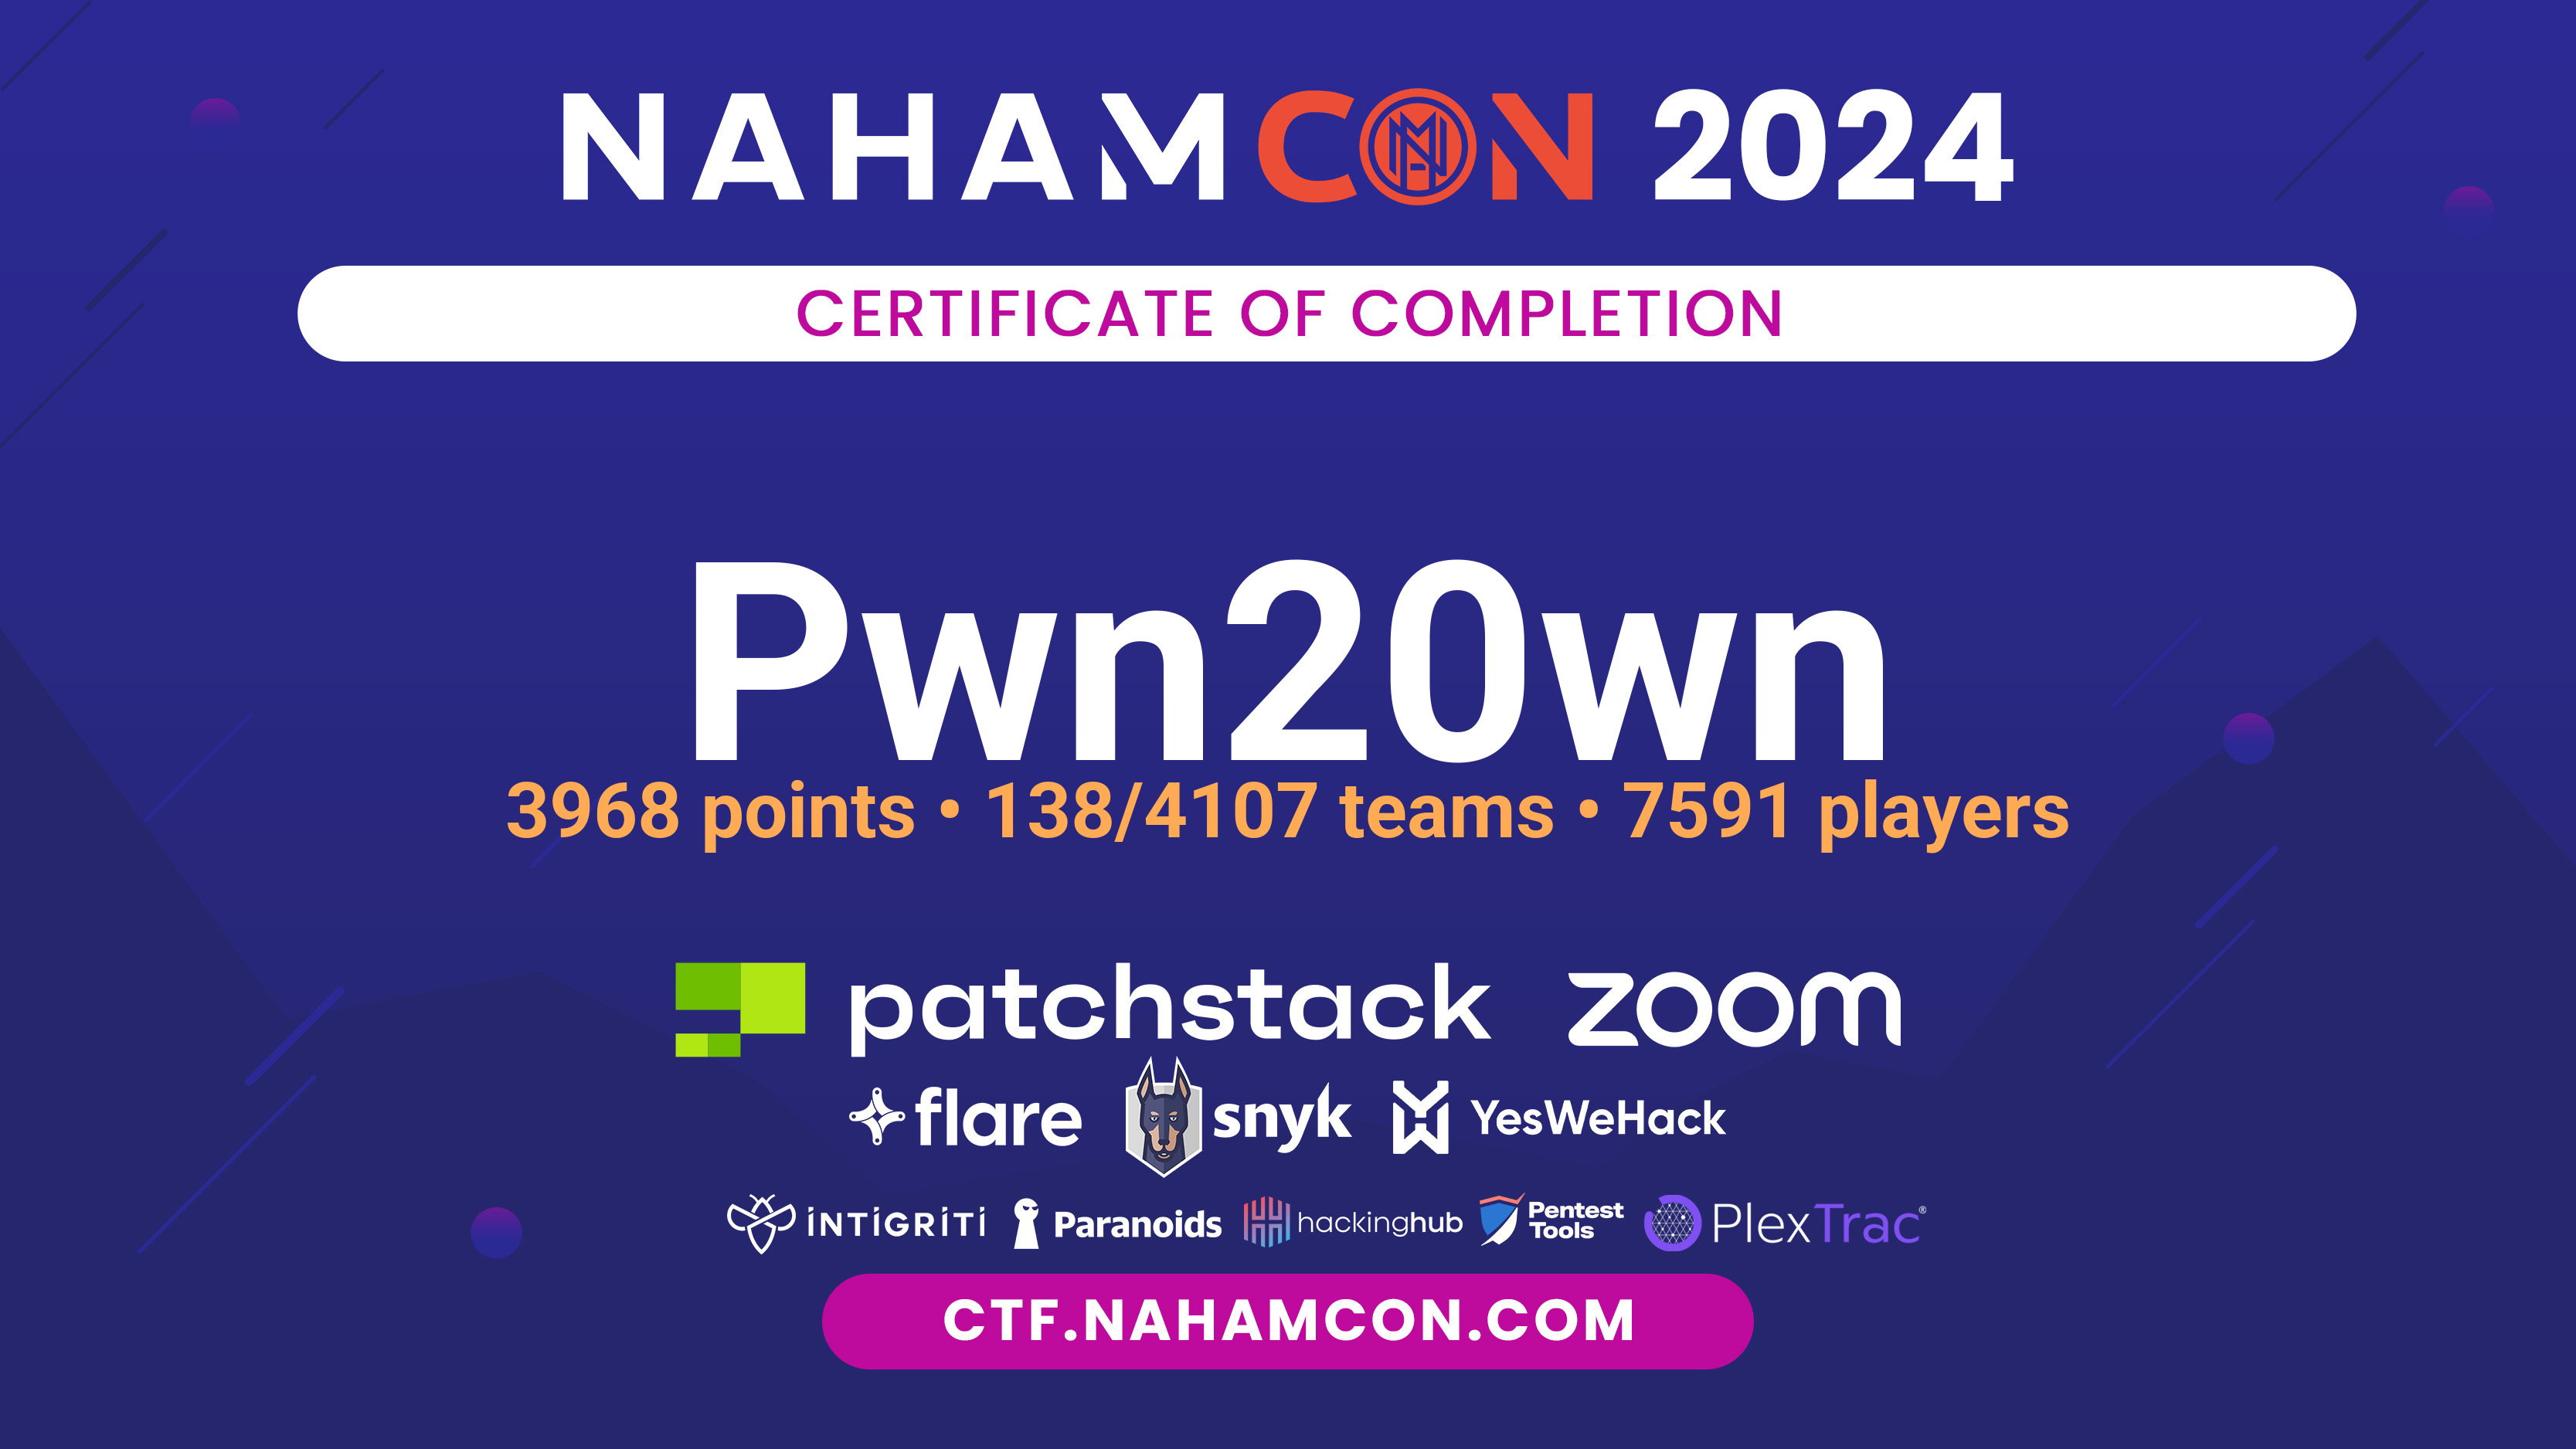 NAHAMCON 2024
CERTIFICATE OF COMPLETION
Pwn20wn
3968 points • 138/4107 teams • 7591 players
patchstack zoom
flare snyk YesWeHack
INTIGRITI Paranoids hackinghub Pentest Tools PlexTrac®
CTF.NAHAMCON.COM